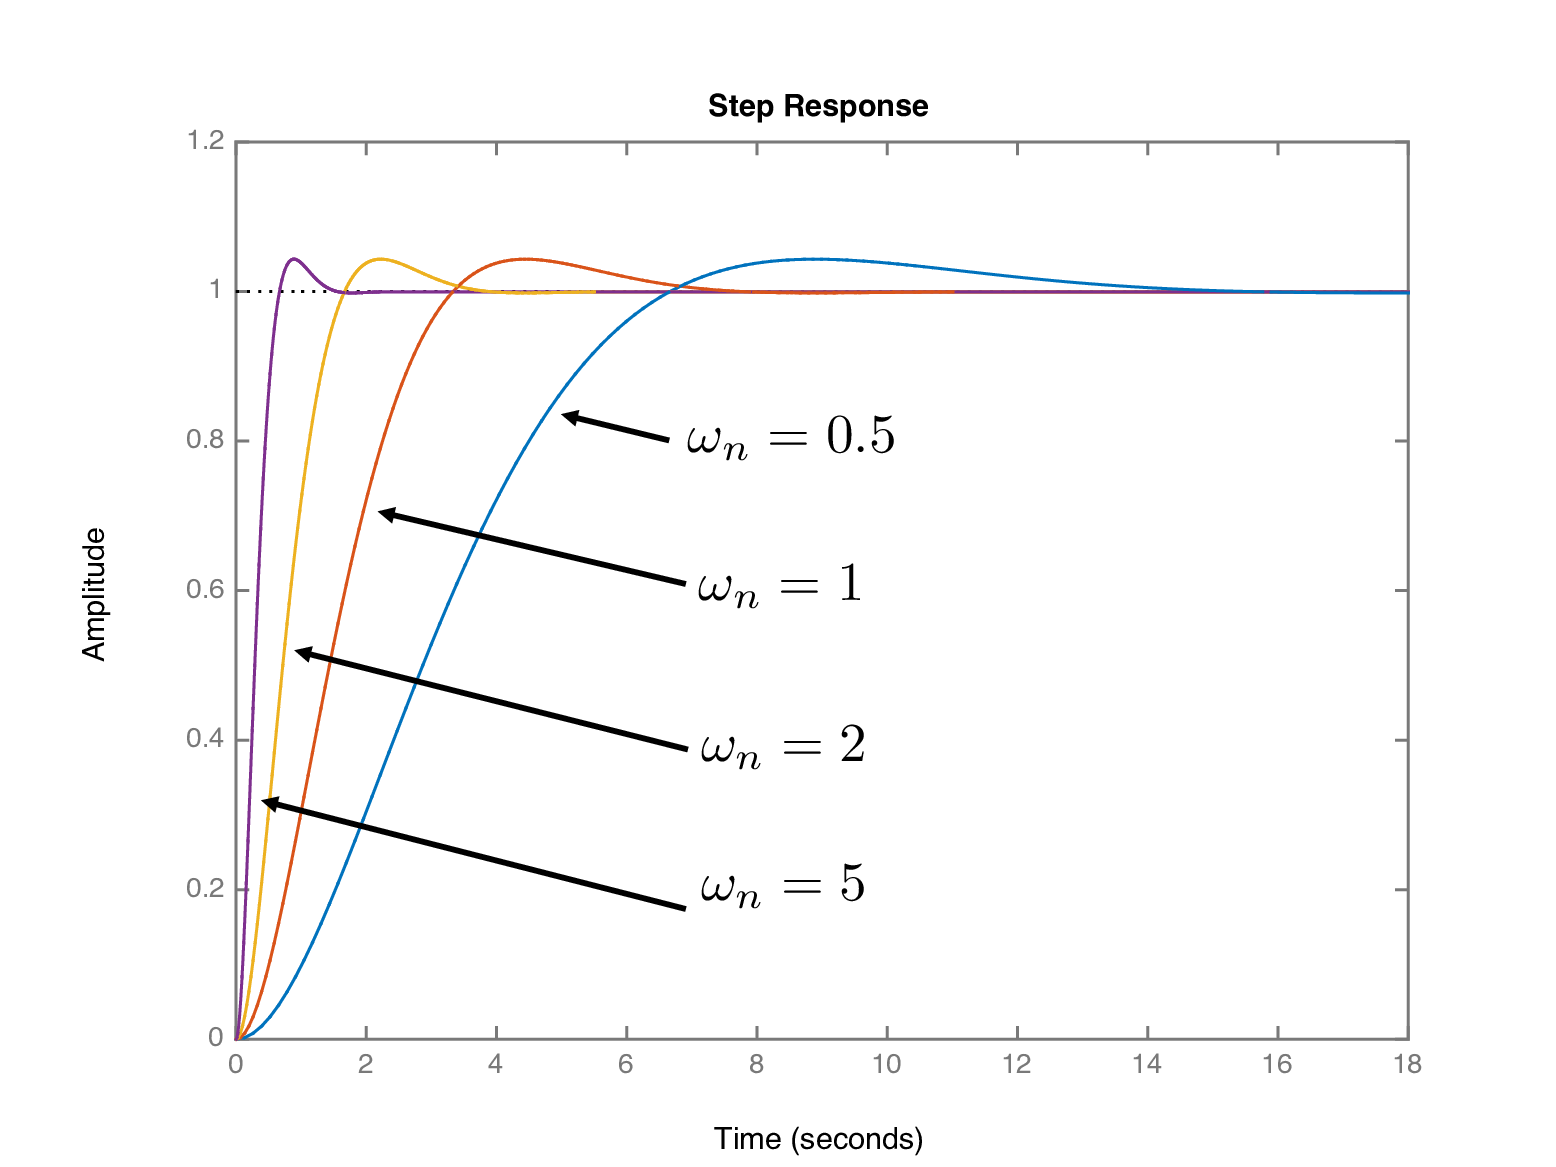 Step Response
1.2
1
0.8
0.6
0.4
0.2
0
Amplitude
ωₙ = 0.5
ωₙ = 1
ωₙ = 2
ωₙ = 5
0 2 4 6 8 10 12 14 16 18
Time (seconds)